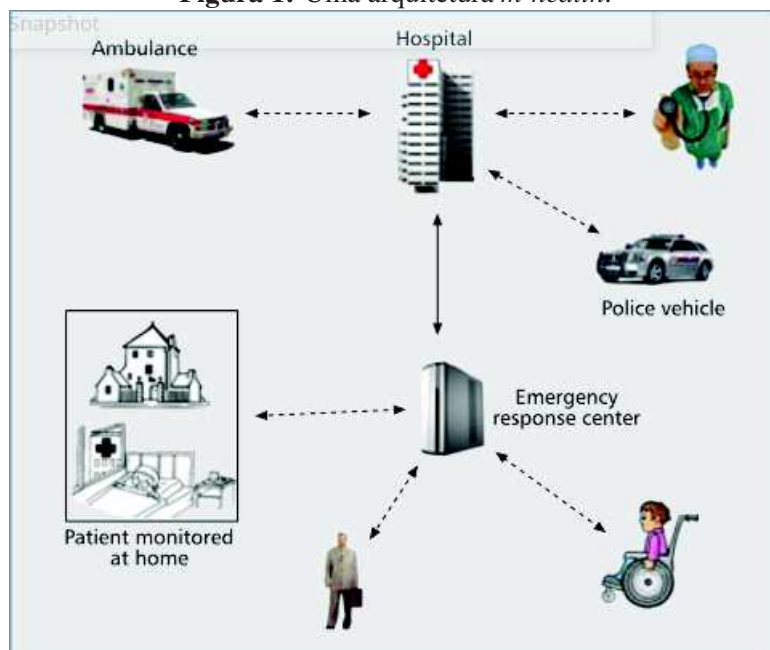 Figura 1. Uma arquitetura m-health.
Snapshot
Ambulance
Hospital
Police vehicle
Emergency
response center
Patient monitored
at home